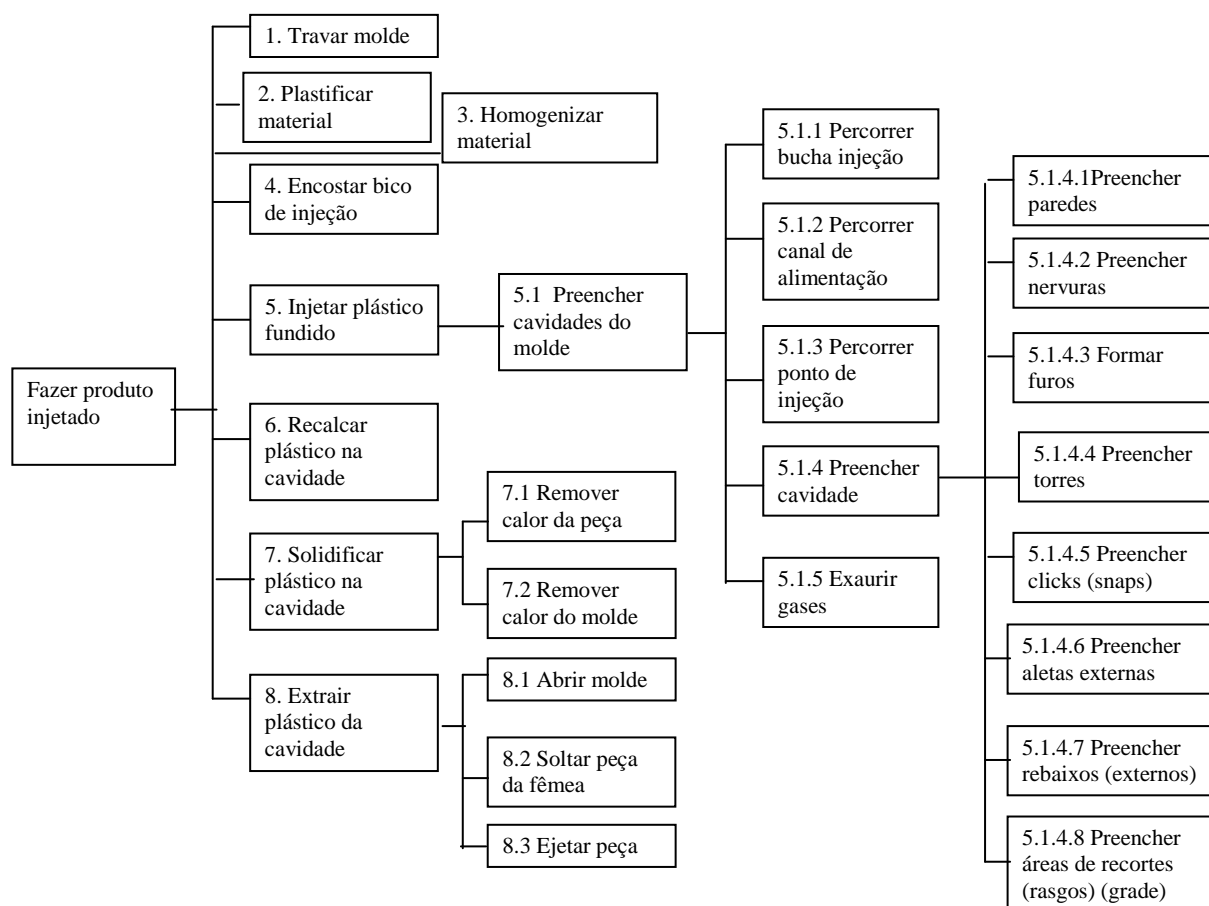 1. Travar molde
2. Plastificar
material
3. Homogenizar
material
4. Encostar bico
de injeção
5. Injetar plástico
fundido
5.1 Preencher
cavidades do
molde
5.1.1 Percorrer
bucha injeção
5.1.2 Percorrer
canal de
alimentação
5.1.3 Percorrer
ponto de
injeção
5.1.4 Preencher
cavidade
5.1.5 Exaurir
gases
5.1.4.1Preencher
paredes
5.1.4.2 Preencher
nervuras
5.1.4.3 Formar
furos
5.1.4.4 Preencher
torres
5.1.4.5 Preencher
clicks (snaps)
5.1.4.6 Preencher
aletas externas
5.1.4.7 Preencher
rebaixos (externos)
5.1.4.8 Preencher
áreas de recortes
(rasgos) (grade)
Fazer produto
injetado
6. Recalcar
plástico na
cavidade
7. Solidificar
plástico na
cavidade
7.1 Remover
calor da peça
7.2 Remover
calor do molde
8. Extrair
plástico da
cavidade
8.1 Abrir molde
8.2 Soltar peça
da fêmea
8.3 Ejetar peça